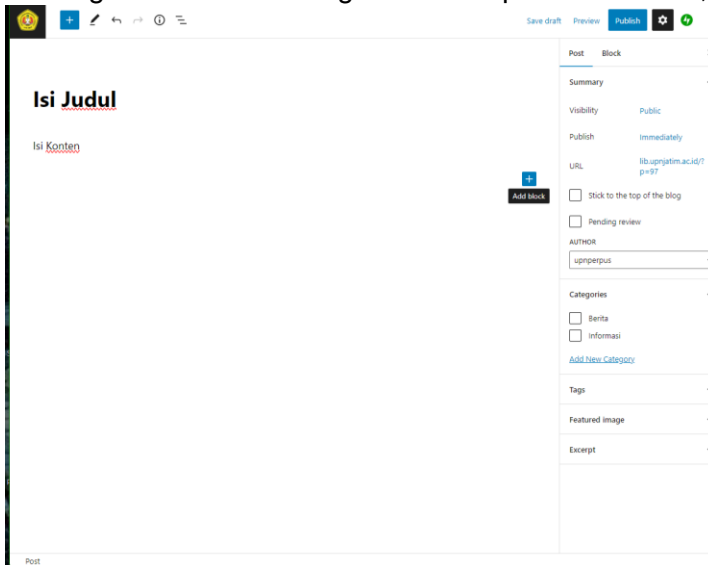 Save draft Preview Publish
Post Block
Summary
Isi Judul
Visibility Public
Publish Immediately
Isi Konten
URL lib.upnjatim.ac.id/?
p=97
Add block
Stick to the top of the blog
Pending review
AUTHOR
upnperpus
Categories
Berita
Informasi
Add New Category
Tags
Featured image
Excerpt
Post